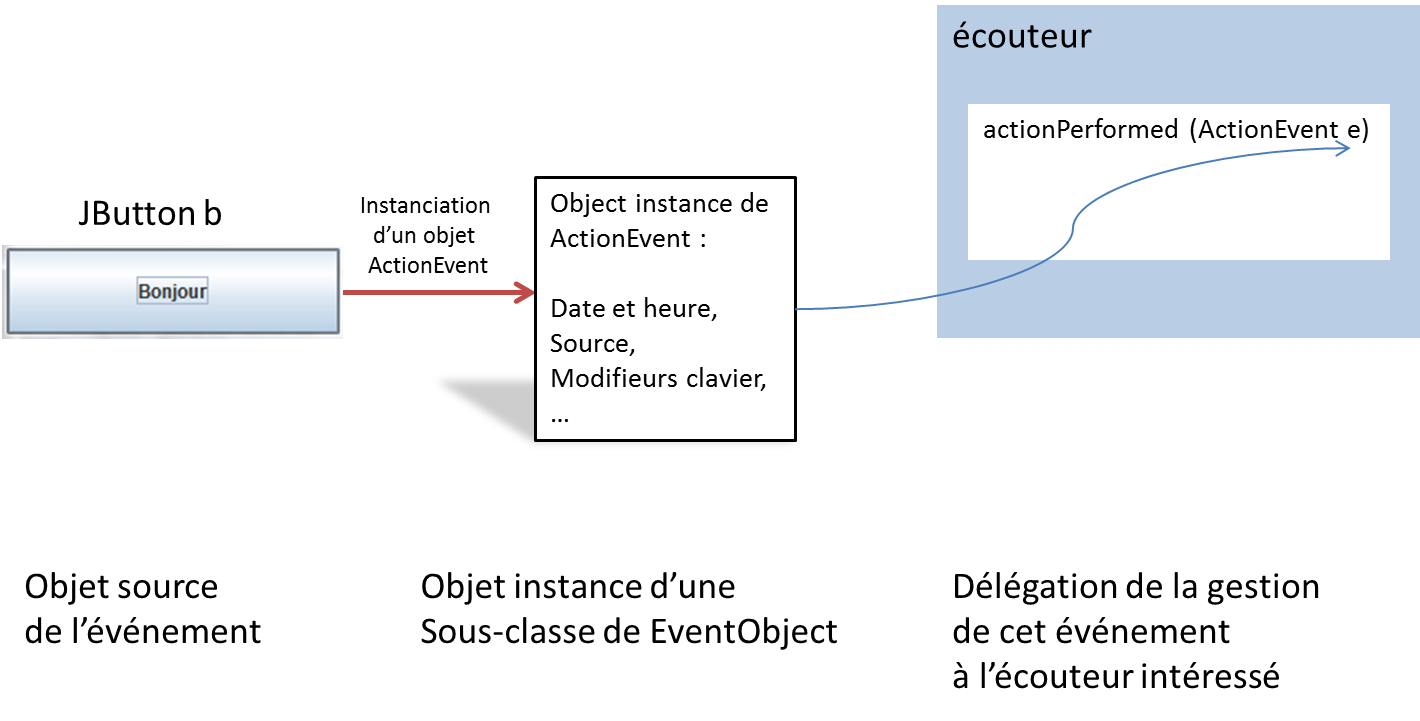 écouteur
actionPerformed (ActionEvent e)
JButton b
Bonjour
Instanciation
d’un objet
ActionEvent
Object instance de
ActionEvent :
Date et heure,
Source,
Modifieurs clavier,
...
Objet source
de l’événement
Objet instance d’une
Sous-classe de EventObject
Délégation de la gestion
de cet événement
à l’écouteur intéressé